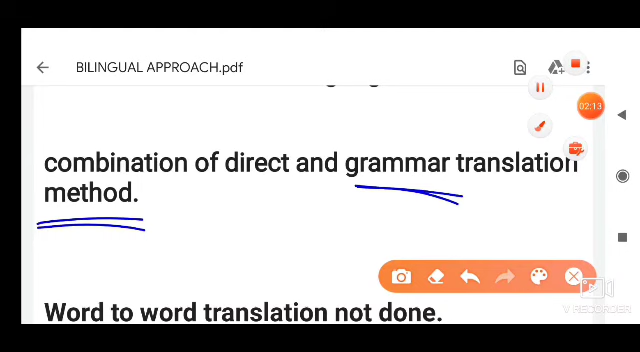 BILINGUAL APPROACH.pdf
02:13
combination of direct and grammar translation
method.
V RECORDER
Word to word translation not done.